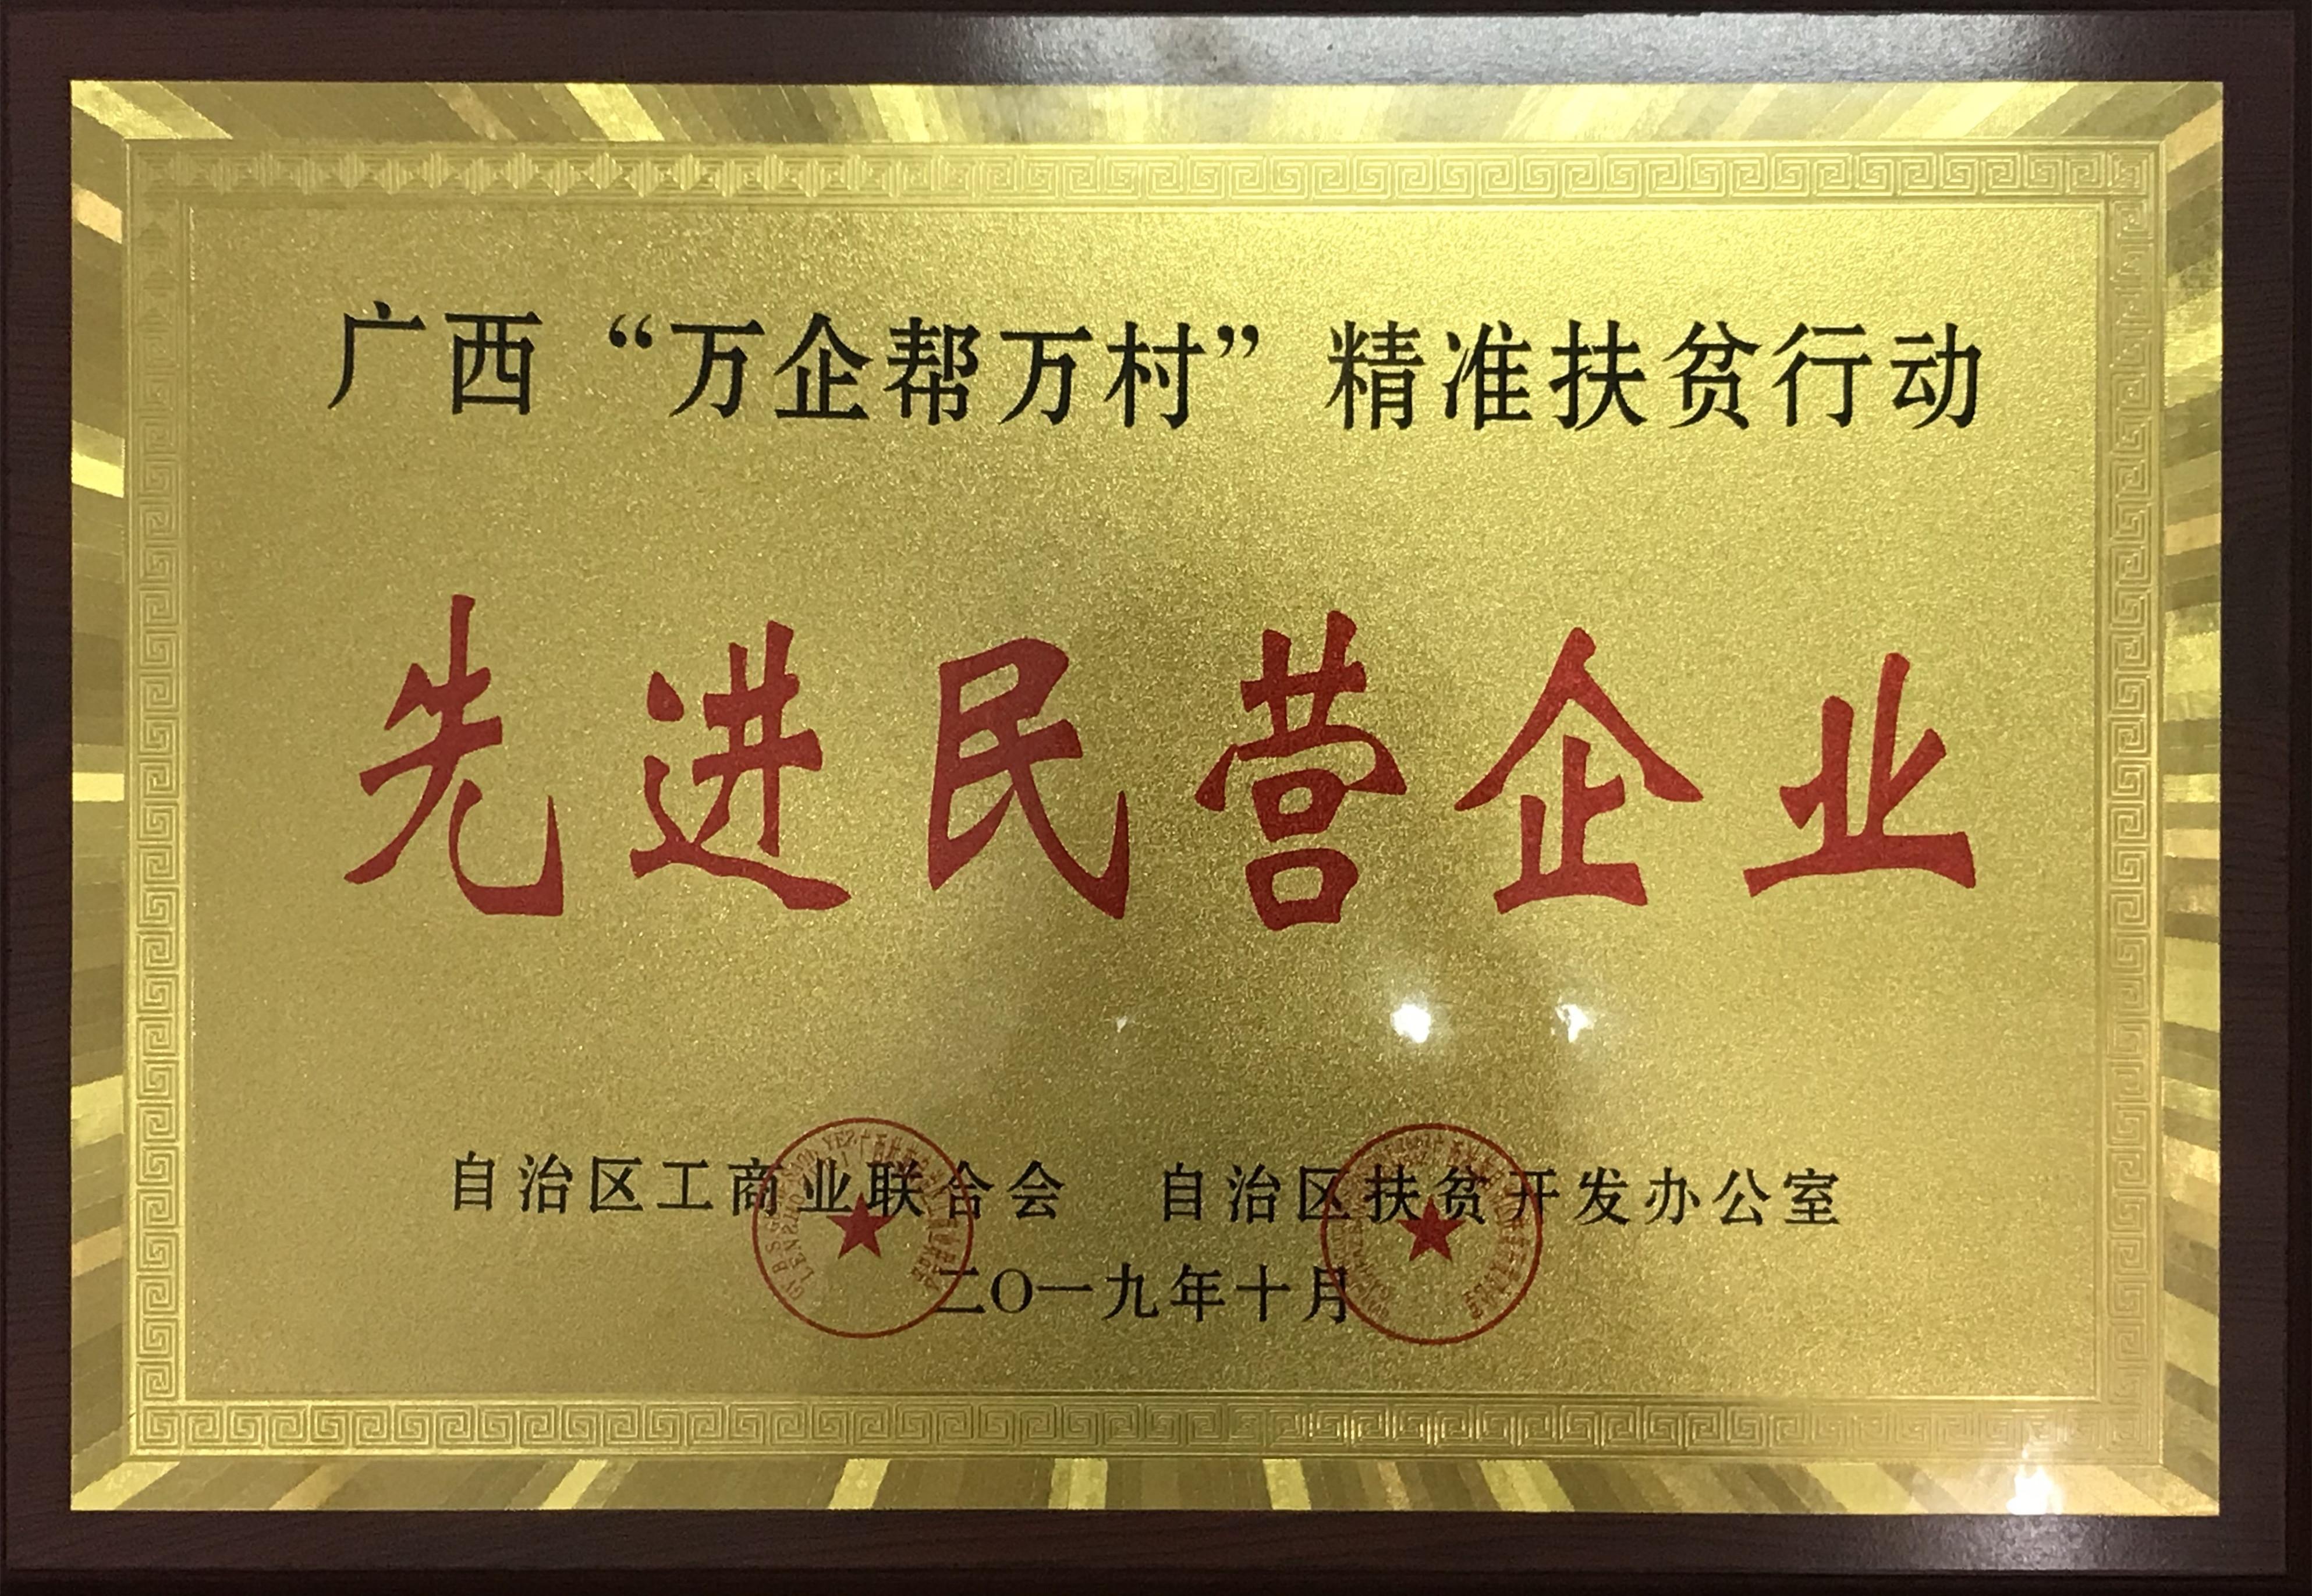 广西“万企帮万村”精准扶贫行动
先进民营企业
自治区工商业联合会 自治区扶贫开发办公室
二〇一九年十月